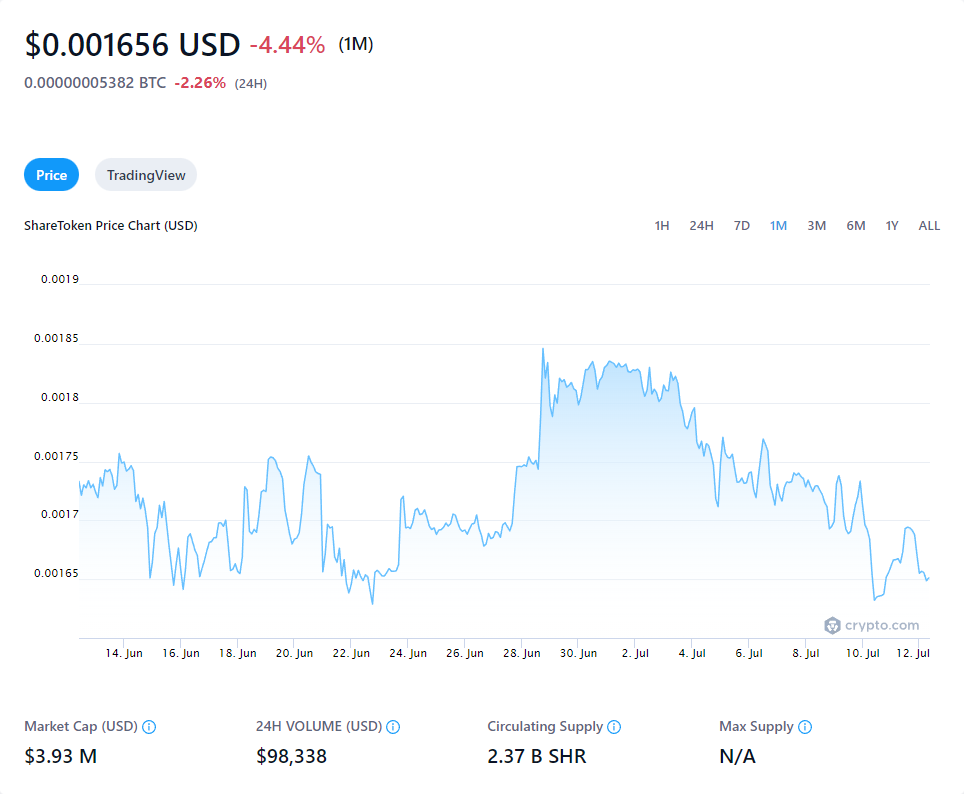 $0.001656 USD -4.44% (1M)
0.00000005382 BTC -2.26% (24H)
Price TradingView
ShareToken Price Chart (USD) 1H 24H 7D 1M 3M 6M 1Y ALL
0.0019
0.00185
0.0018
0.00175
0.0017
0.00165
crypto.com
14. Jun 16. Jun 18. Jun 20. Jun 22. Jun 24. Jun 26. Jun 28. Jun 30. Jun 2. Jul 4. Jul 6. Jul 8. Jul 10. Jul 12. Jul
Market Cap (USD) 24H VOLUME (USD) Circulating Supply Max Supply
$3.93 M $98,338 2.37 B SHR N/A